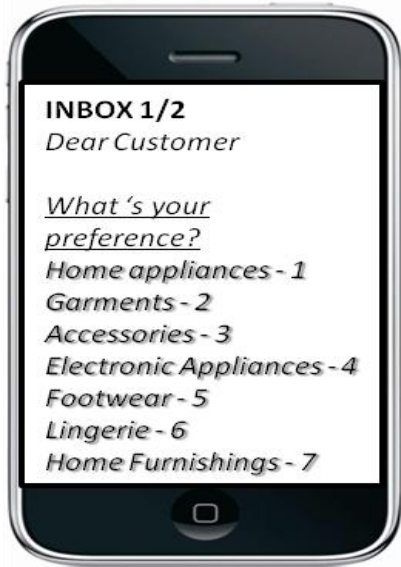 INBOX 1/2
Dear Customer
What ‘s your
preference?
Home appliances - 1
Garments - 2
Accessories - 3
Electronic Appliances - 4
Footwear - 5
Lingerie - 6
Home Furnishings - 7